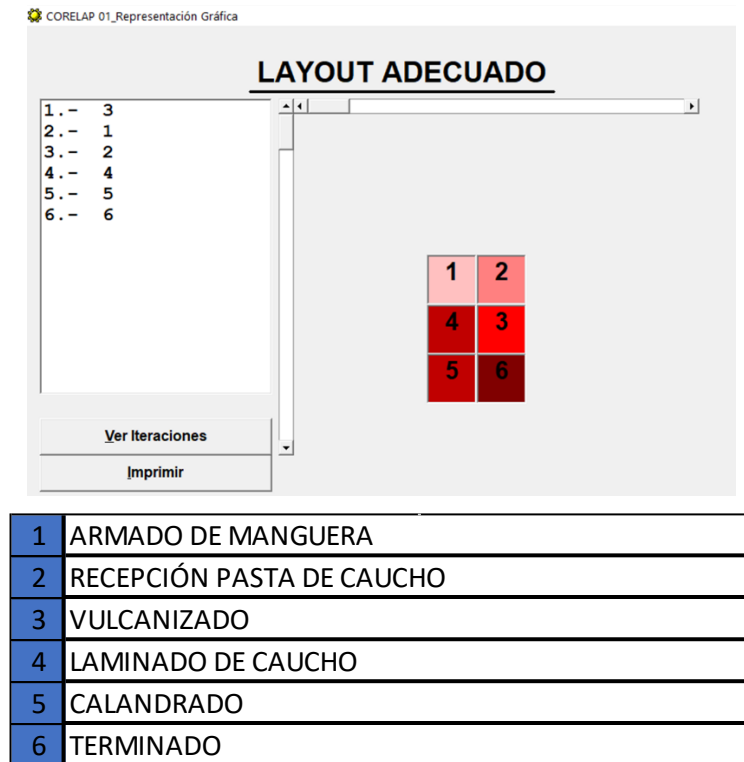 CORELAP 01_Representación Gráfica
LAYOUT ADECUADO
1.- 3
2.- 1
3.- 2
4.- 4
5.- 5
6.- 6
1 2
4 3
5 6
Ver Iteraciones
Imprimir
1 ARMADO DE MANGUERA
2 RECEPCIÓN PASTA DE CAUCHO
3 VULCANIZADO
4 LAMINADO DE CAUCHO
5 CALANDRADO
6 TERMINADO